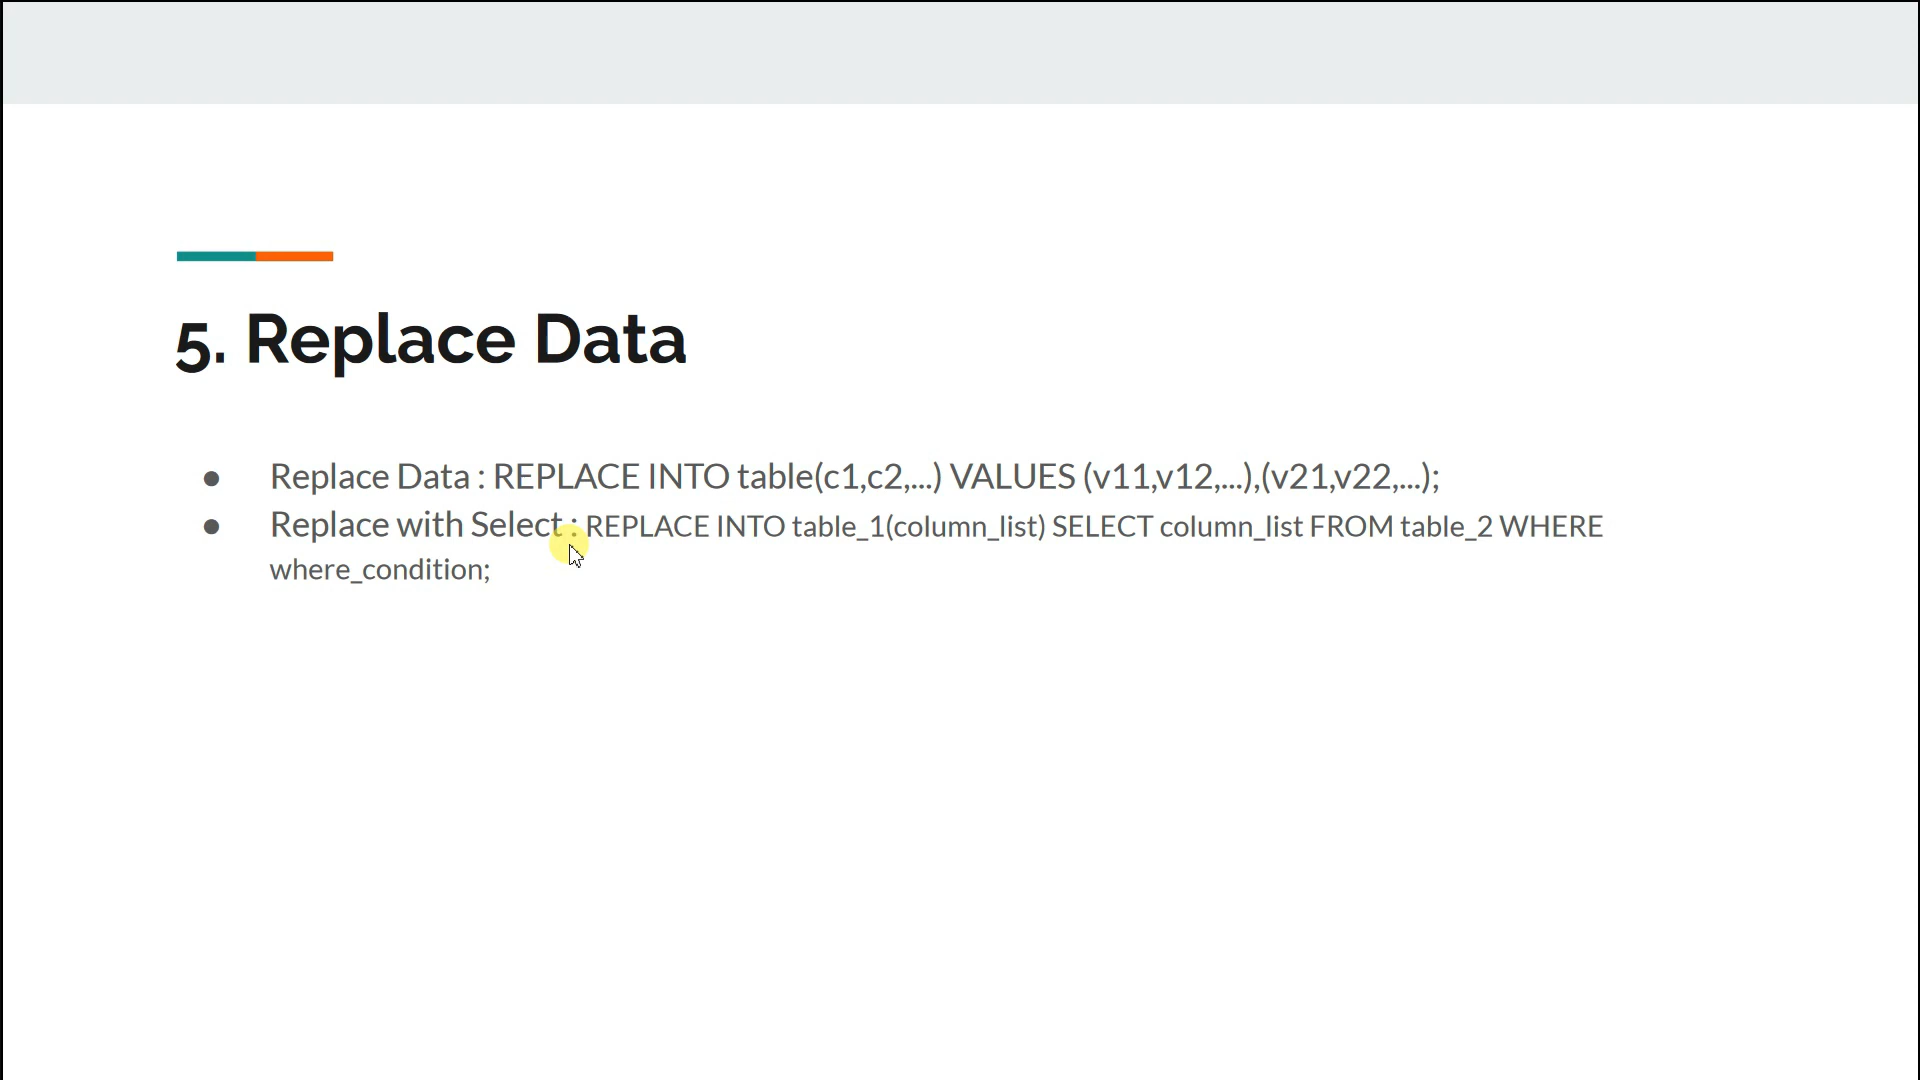 5. Replace Data
● Replace Data : REPLACE INTO table(c1,c2,...) VALUES (v11,v12,...),(v21,v22,...);
● Replace with Select : REPLACE INTO table_1(column_list) SELECT column_list FROM table_2 WHERE
where_condition;